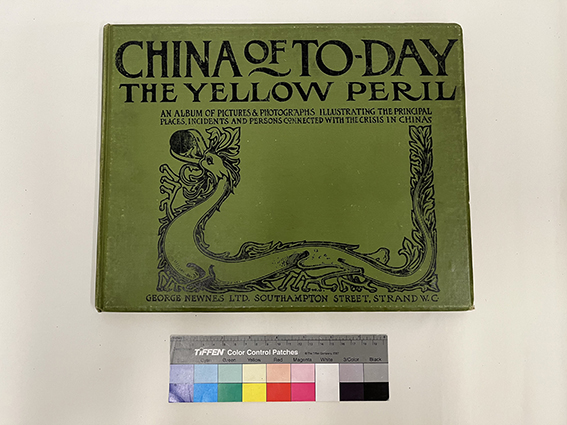 CHINA OF TO-DAY
THE YELLOW PERIL
AN ALBUM OF PICTURES & PHOTOGRAPHS ILLUSTRATING THE PRINCIPAL
PLACES, INCIDENTS AND PERSONS CONNECTED WITH THE CRISIS IN CHINA
GEORGE NEWNES LTD. SOUTHAMPTON STREET, STRAND W.C
TIFFEN Color Control Patches
Cyan Green Yellow Red Magenta White 3/Color Black